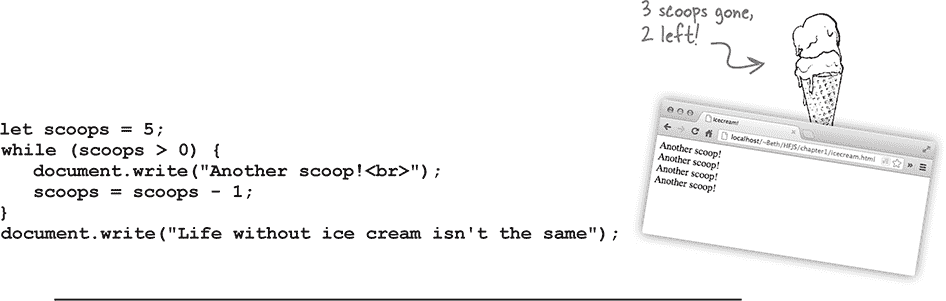 3 scoops gone,
2 left!
let scoops = 5;
while (scoops > 0) {
document.write("Another scoop!<br>");
scoops = scoops - 1;
}
document.write("Life without ice cream isn't the same");
Icecream!
localhost/~Beth/HFJS/chapter1/icecream.html
Another scoop!
Another scoop!
Another scoop!
Another scoop!